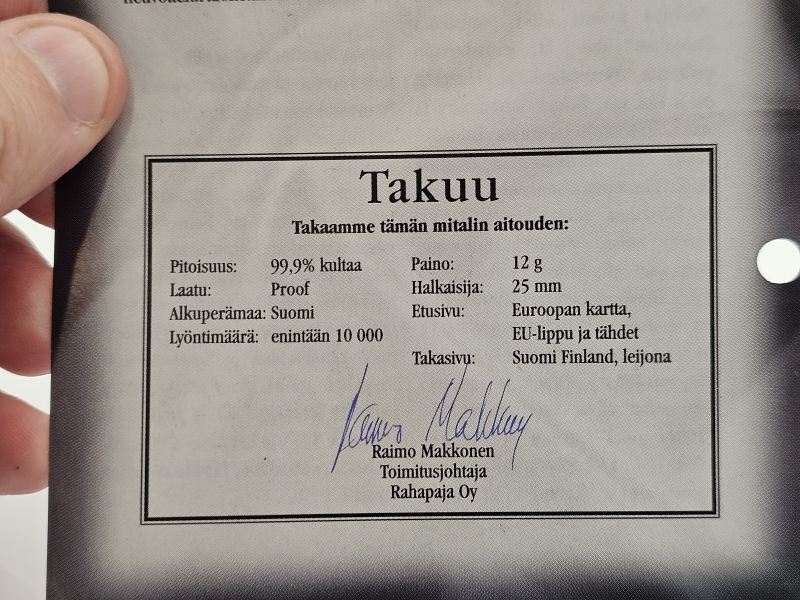 Takuu
Takaamme tämän mitalin aitouden:
Pitoisuus: 99,9% kultaa
Laatu: Proof
Alkuperämaa: Suomi
Lyöntimäärä: enintään 10 000
Paino: 12 g
Halkaisija: 25 mm
Etusivu: Euroopan kartta,
EU-lippu ja tähdet
Takasivu: Suomi Finland, leijona
Raimo Makkonen
Raimo Makkonen
Toimitusjohtaja
Rahapaja Oy